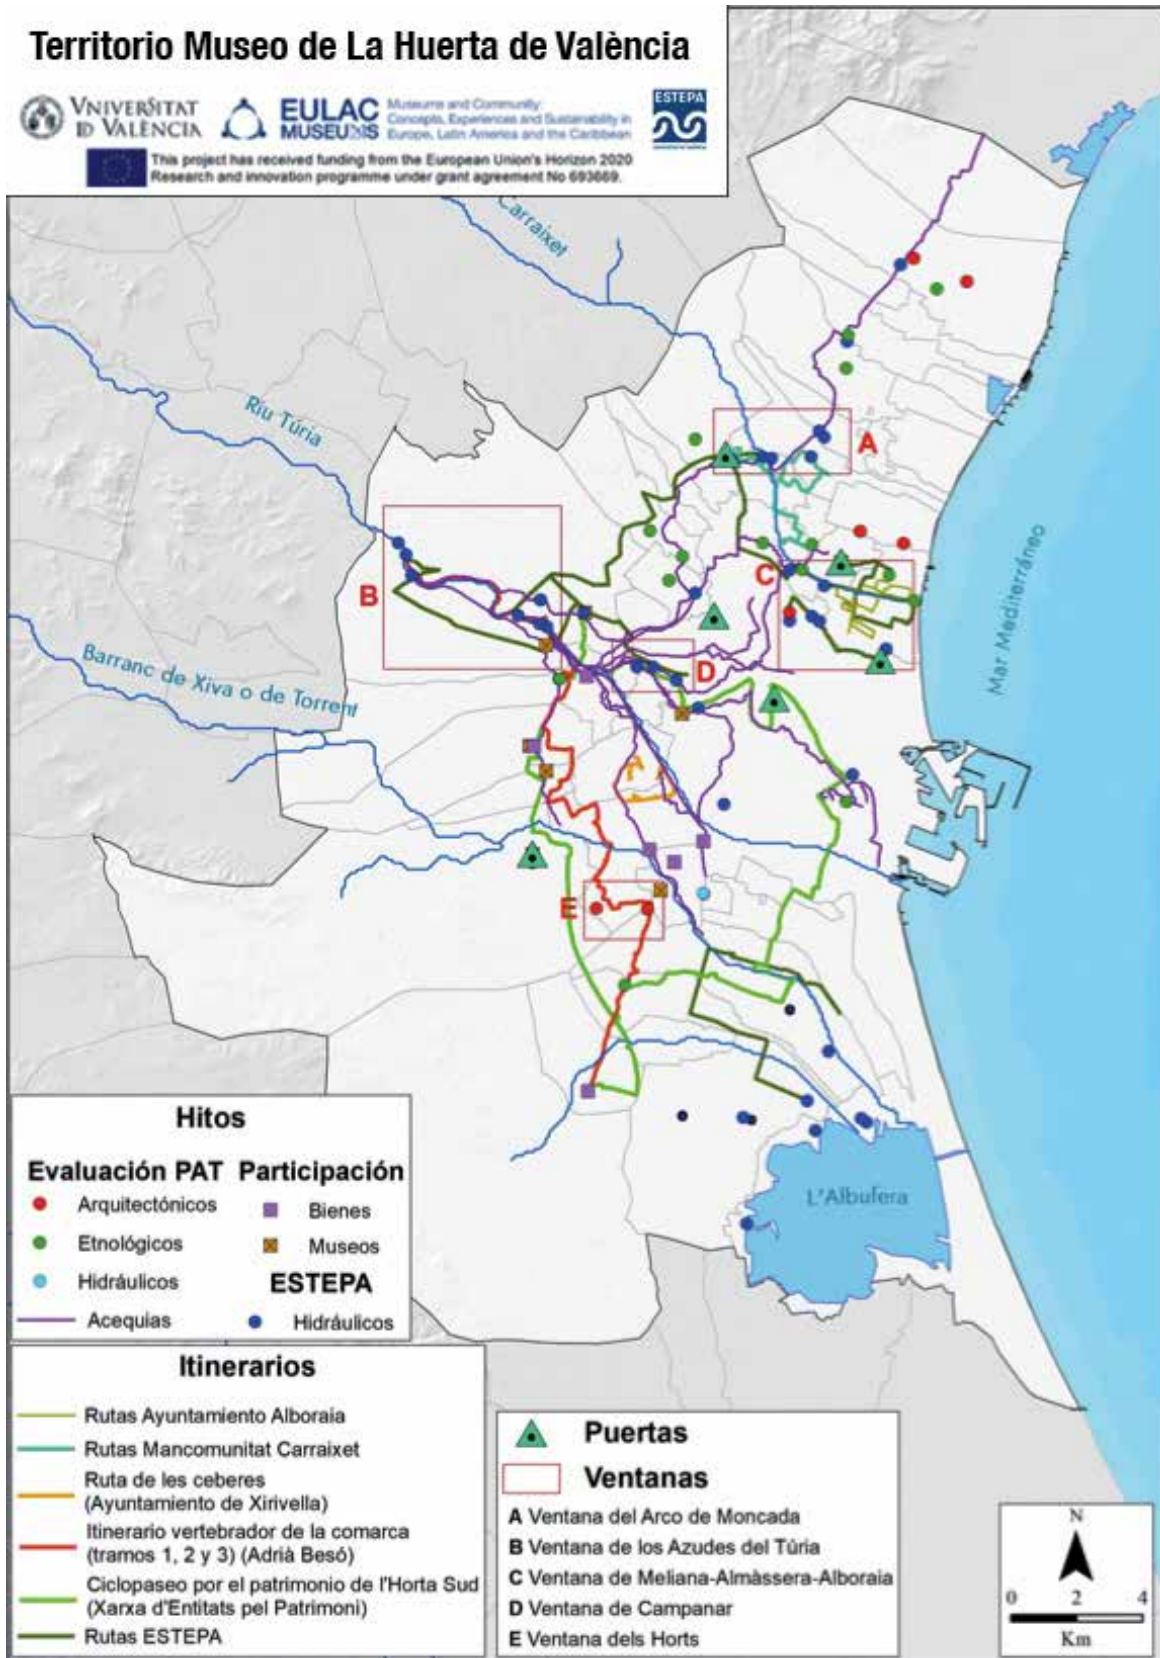 Territorio Museo de La Huerta de València
VNIVERSITAT
ID VALÈNCIA
EULAC
MUSEUMS
Museums and Community:
Concepts, Experiences and Sustainability in
Europe, Latin America and the Caribbean
ESTEPA
This project has received funding from the European Union's Horizon 2020
Research and innovation programme under grant agreement No 693669.
Carraixet
Riu Túria
A
B
C
Mar Mediterráneo
Barranc de Xiva o de Torrent
D
E
L'Albufera
Hitos
Evaluación PAT
Arquitectónicos
Etnológicos
Hidráulicos
Acequias
Participación
Bienes
Museos
ESTEPA
Hidráulicos
Itinerarios
Rutas Ayuntamiento Alboraia
Rutas Mancomunitat Carraixet
Ruta de les ceberes
(Ayuntamiento de Xirivella)
Itinerario vertebrador de la comarca
(tramos 1, 2 y 3) (Adrià Besó)
Ciclopaseo por el patrimonio de l'Horta Sud
(Xarxa d'Entitats pel Patrimoni)
Rutas ESTEPA
Puertas
Ventanas
A Ventana del Arco de Moncada
B Ventana de los Azudes del Túria
C Ventana de Meliana-Almàssera-Alboraia
D Ventana de Campanar
E Ventana dels Horts
N
0 2 4
Km